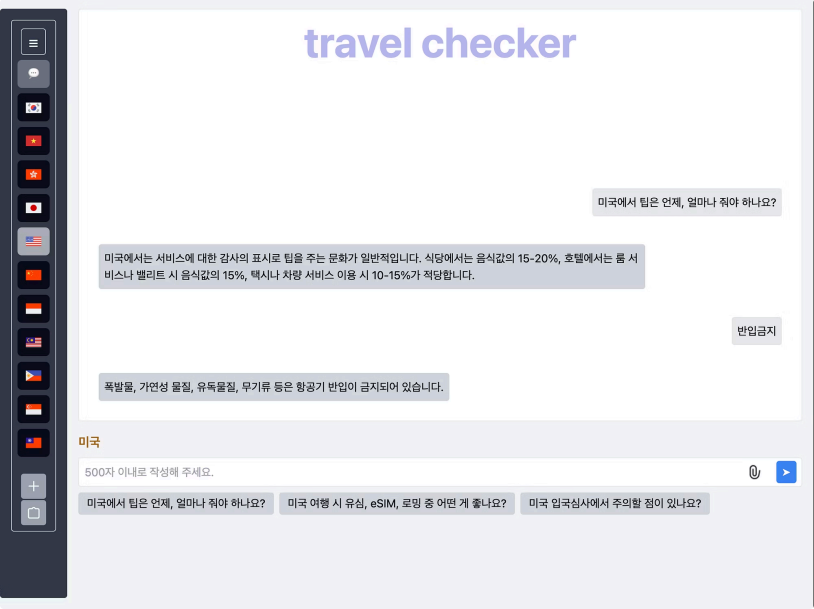 travel checker
미국에서 팁은 언제, 얼마나 줘야 하나요?
미국에서는 서비스에 대한 감사의 표시로 팁을 주는 문화가 일반적입니다. 식당에서는 음식값의 15-20%, 호텔에서는 룸 서
비스나 밸리트 시 음식값의 15%, 택시나 차량 서비스 이용 시 10-15%가 적당합니다.
반입금지
폭발물, 가연성 물질, 유독물질, 무기류 등은 항공기 반입이 금지되어 있습니다.
미국
500자 이내로 작성해 주세요.
미국에서 팁은 언제, 얼마나 줘야 하나요?
미국 여행 시 유심, eSIM, 로밍 중 어떤 게 좋나요?
미국 입국심사에서 주의할 점이 있나요?